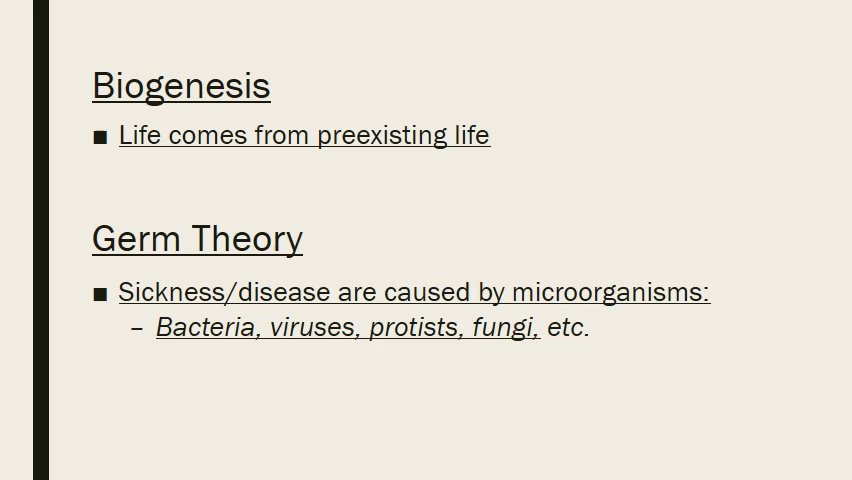 Biogenesis
■ Life comes from preexisting life
Germ Theory
■ Sickness/disease are caused by microorganisms:
– Bacteria, viruses, protists, fungi, etc.